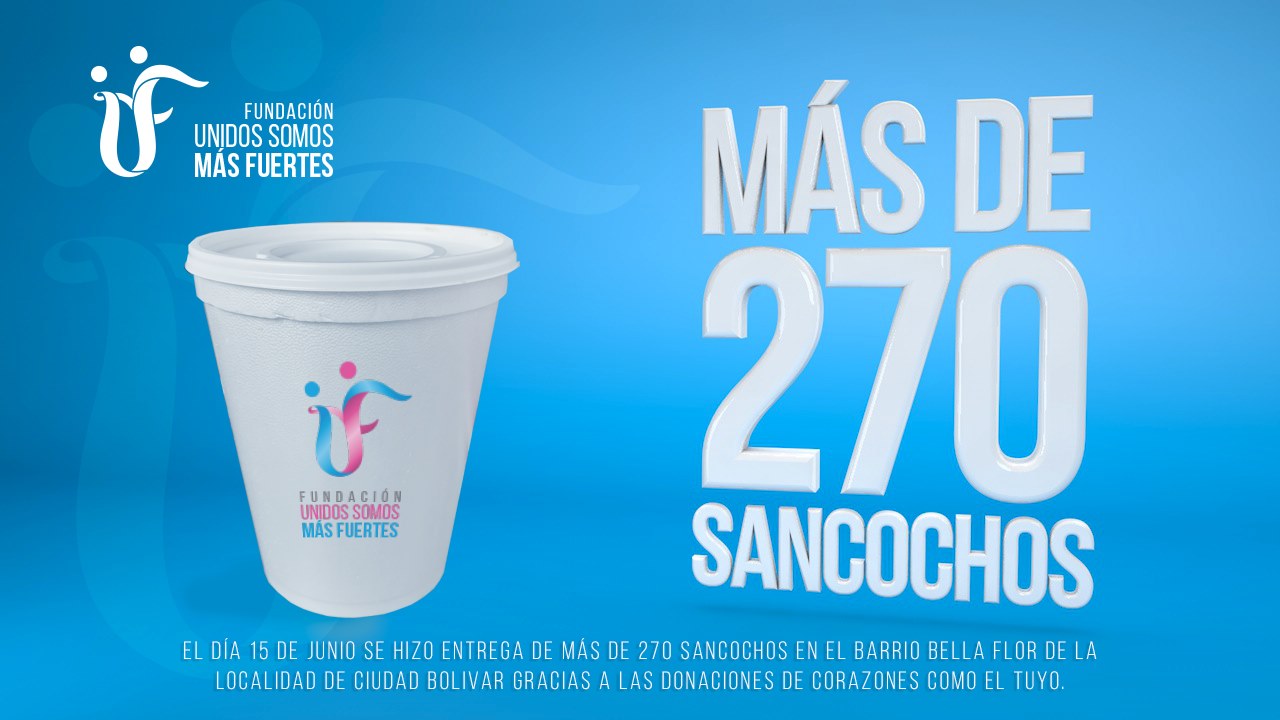 FUNDACIÓN
UNIDOS SOMOS
MÁS FUERTES
MÁS DE
270
SANCOCHOS
FUNDACIÓN
UNIDOS SOMOS
MÁS FUERTES
EL DÍA 15 DE JUNIO SE HIZO ENTREGA DE MÁS DE 270 SANCOCHOS EN EL BARRIO BELLA FLOR DE LA
LOCALIDAD DE CIUDAD BOLIVAR GRACIAS A LAS DONACIONES DE CORAZONES COMO EL TUYO.